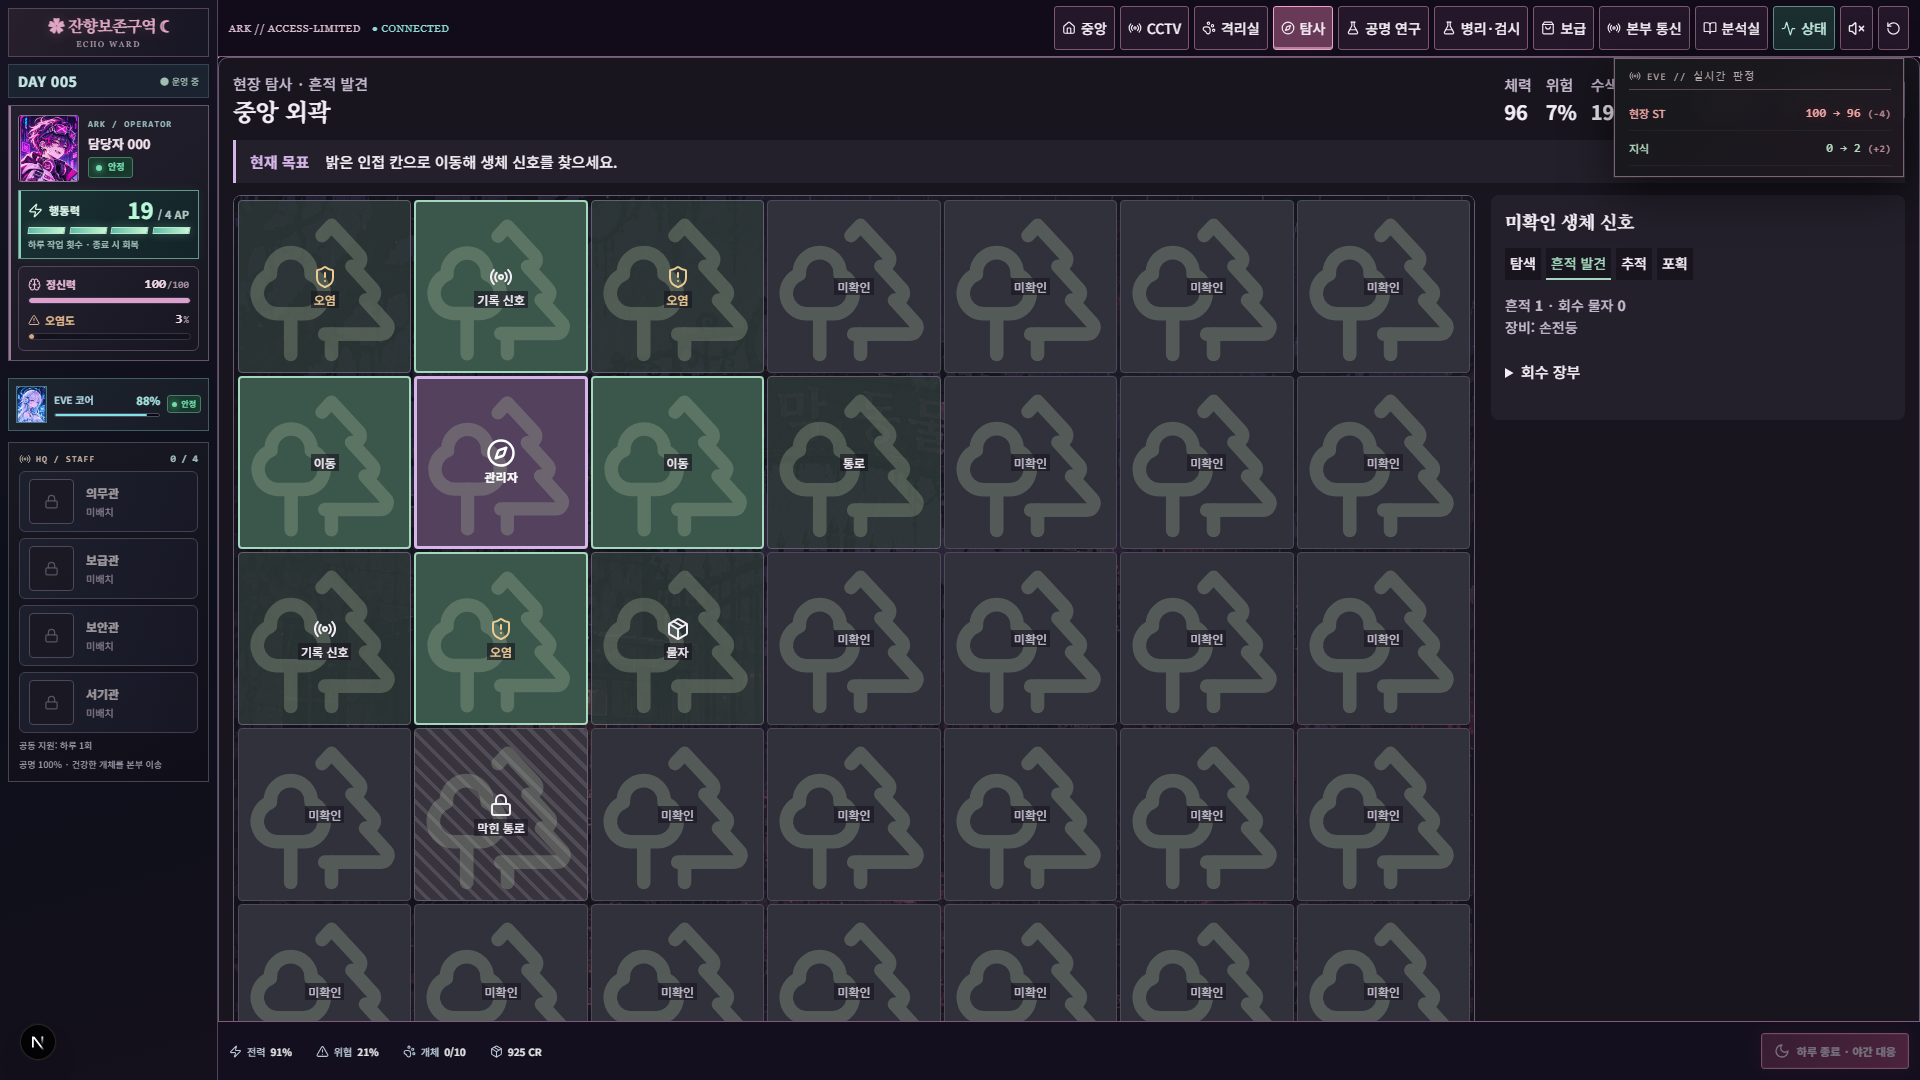 잔향보존구역
ECHO WARD
DAY 005
운영 중
ARK / OPERATOR
담당자 000
안정
행동력 19 / 4 AP
하루 작업 횟수 · 종료 시 회복
정신력 100/100
오염도 3%
EVE 코어 88% 안정
HQ / STAFF 0 / 4
의무관
미배치
보급관
미배치
보안관
미배치
서기관
미배치
공동 지원: 하루 1회
공명 100% · 건강한 개체를 본부 이송
N
ARK // ACCESS-LIMITED
CONNECTED
중앙
CCTV
격리실
탐사
공명 연구
병리·검시
보급
본부 통신
분석실
상태
현장 탐사 · 흔적 발견
중앙 외곽
체력 96
위험 7%
수색 19
EVE // 실시간 판정
현장 ST 100 → 96 (-4)
지식 0 → 2 (+2)
현재 목표 밝은 인접 칸으로 이동해 생체 신호를 찾으세요.
오염 기록 신호 오염 미확인 미확인 미확인 미확인
이동 관리자 이동 통로 미확인 미확인 미확인
기록 신호 오염 물자 미확인 미확인 미확인 미확인
미확인 막힌 통로 미확인 미확인 미확인 미확인 미확인
미확인 미확인 미확인 미확인 미확인 미확인 미확인
미확인 생체 신호
탐색 흔적 발견 추적 포획
흔적 1 · 회수 물자 0
장비: 손전등
▶ 회수 장부
전력 91%
위협 21%
개체 0/10
925 CR
하루 종료 · 야간 대응